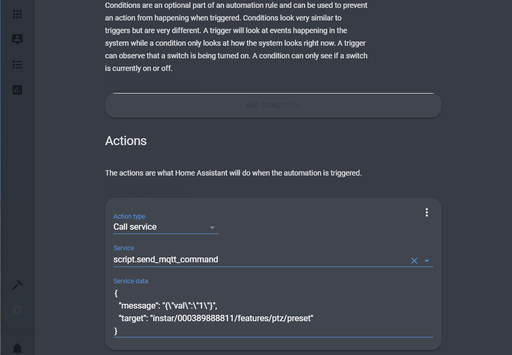 Conditions are an optional part of an automation rule and can be used to prevent
an action from happening when triggered. Conditions look very similar to
triggers but are very different. A trigger will look at events happening in the
system while a condition only looks at how the system looks right now. A trigger
can observe that a switch is being turned on. A condition can only see if a switch
is currently on or off.
ADD CONDITION
Actions
The actions are what Home Assistant will do when the automation is triggered.
Action type
Call service
Service
script.send_mqtt_command
Service data
{
"message": "{\"val\":\"1\"}",
"target": "instar/000389888811/features/ptz/preset"
}